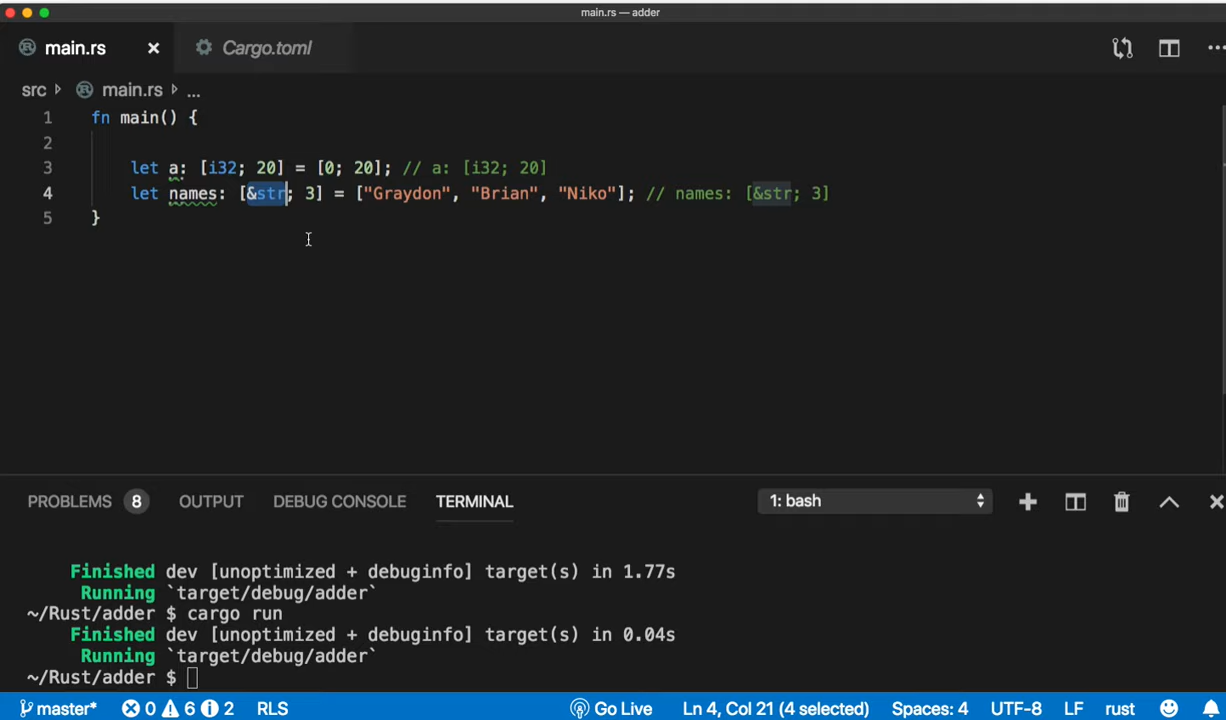 main.rs — adder
main.rs Cargo.toml
src main.rs ...
1 fn main() {
2
3 let a: [i32; 20] = [0; 20]; // a: [i32; 20]
4 let names: [&str; 3] = ["Graydon", "Brian", "Niko"]; // names: [&str; 3]
5 }
PROBLEMS 8 OUTPUT DEBUG CONSOLE TERMINAL 1: bash
Finished dev [unoptimized + debuginfo] target(s) in 1.77s
Running `target/debug/adder`
~/Rust/adder $ cargo run
Finished dev [unoptimized + debuginfo] target(s) in 0.04s
Running `target/debug/adder`
~/Rust/adder $
master* 0 6 2 RLS Go Live Ln 4, Col 21 (4 selected) Spaces: 4 UTF-8 LF rust